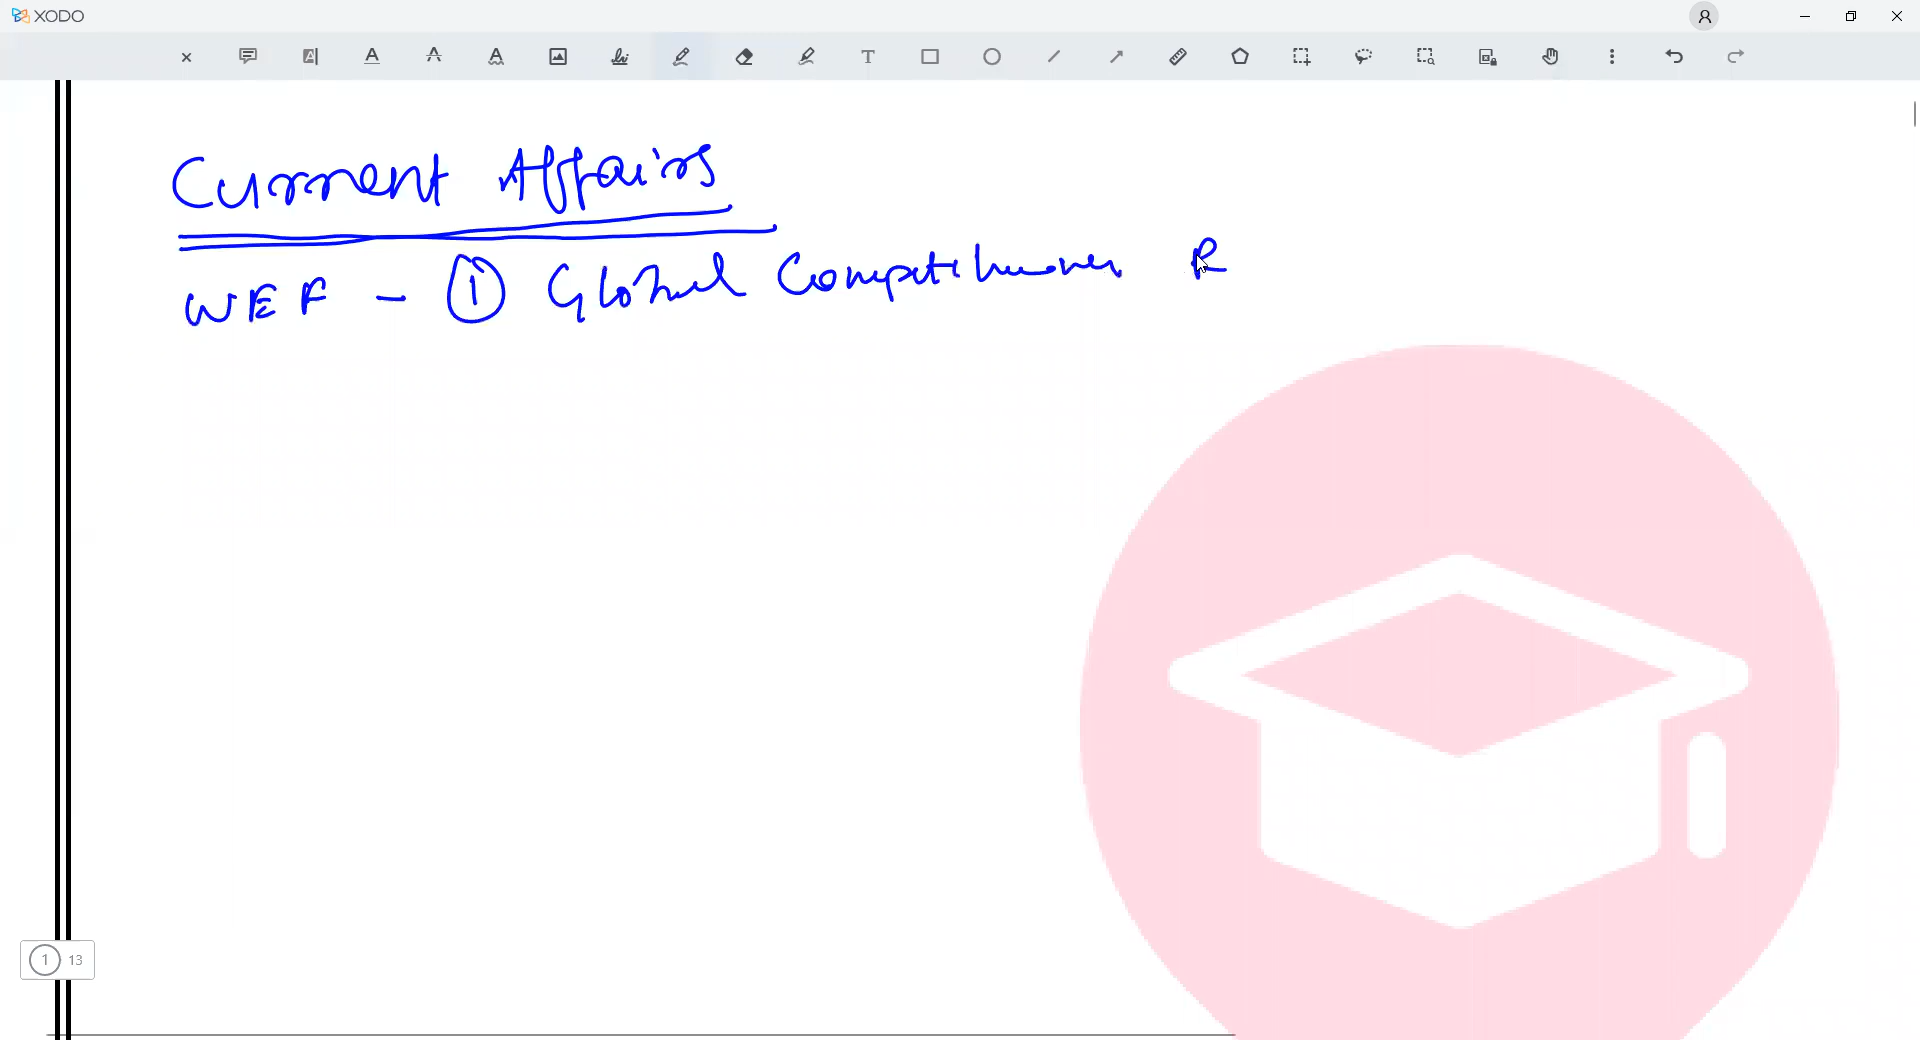 XODO
Current Affairs
WEF - ① Global Competitiveness R
1 13